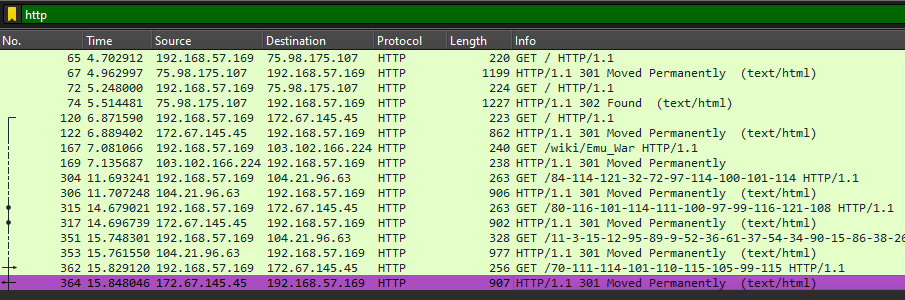 http
No. Time Source Destination Protocol Length Info
65 4.702912 192.168.57.169 75.98.175.107 HTTP 220 GET / HTTP/1.1
67 4.962997 75.98.175.107 192.168.57.169 HTTP 1199 HTTP/1.1 301 Moved Permanently (text/html)
72 5.248000 192.168.57.169 75.98.175.107 HTTP 224 GET / HTTP/1.1
74 5.514481 75.98.175.107 192.168.57.169 HTTP 1227 HTTP/1.1 302 Found (text/html)
120 6.871590 192.168.57.169 172.67.145.45 HTTP 223 GET / HTTP/1.1
122 6.889402 172.67.145.45 192.168.57.169 HTTP 862 HTTP/1.1 301 Moved Permanently (text/html)
167 7.081066 192.168.57.169 103.102.166.224 HTTP 240 GET /wiki/Emu_War HTTP/1.1
169 7.135687 103.102.166.224 192.168.57.169 HTTP 238 HTTP/1.1 301 Moved Permanently
304 11.693241 192.168.57.169 104.21.96.63 HTTP 263 GET /84-114-121-32-72-97-114-100-101-114 HTTP/1.1
306 11.707248 104.21.96.63 192.168.57.169 HTTP 906 HTTP/1.1 301 Moved Permanently (text/html)
315 14.679021 192.168.57.169 172.67.145.45 HTTP 263 GET /80-116-101-114-111-100-97-99-116-121-108 HTTP/1.1
317 14.696739 172.67.145.45 192.168.57.169 HTTP 902 HTTP/1.1 301 Moved Permanently (text/html)
351 15.748301 192.168.57.169 104.21.96.63 HTTP 328 GET /11-3-15-12-95-89-9-52-36-61-37-54-34-90-15-86-38-26
353 15.761550 104.21.96.63 192.168.57.169 HTTP 977 HTTP/1.1 301 Moved Permanently (text/html)
362 15.829120 192.168.57.169 172.67.145.45 HTTP 256 GET /70-111-114-101-110-115-105-99-115 HTTP/1.1
364 15.848046 172.67.145.45 192.168.57.169 HTTP 907 HTTP/1.1 301 Moved Permanently (text/html)